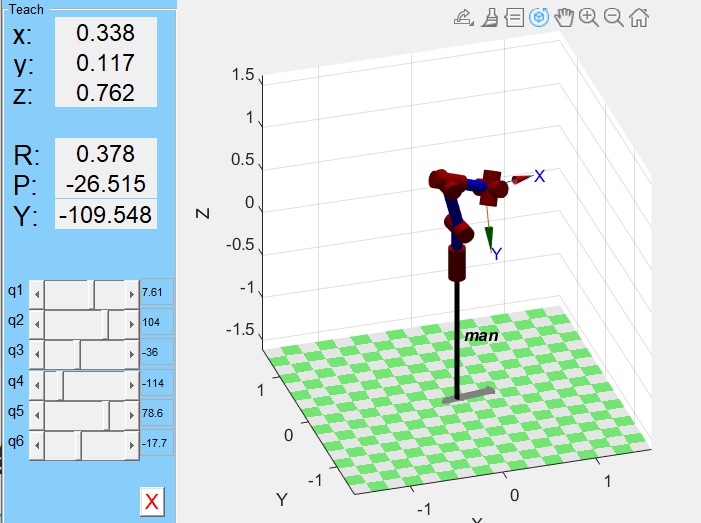 Teach
x: 0.338
y: 0.117
z: 0.762
R: 0.378
P: -26.515
Y: -109.548
q1 7.61
q2 104
q3 -36
q4 -114
q5 78.6
q6 -17.7
X
1.5
1
0.5
0
-0.5
-1
-1.5
Z
X
Y
man
1
0
-1
Y
-1
0
1
X